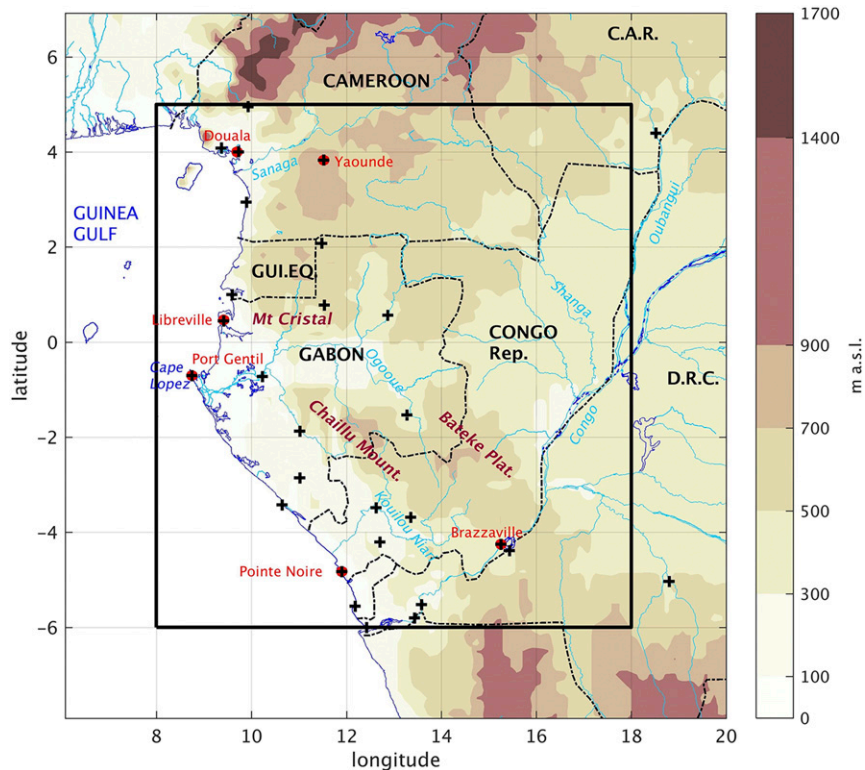 C.A.R.
CAMEROON
Douala
Sanaga
Yaounde
GUINEA
GULF
Oubangui
GUI.EQ
Shanga
Libreville
Mt Cristal
CONGO
Rep.
Port Gentil
GABON
Cape
Lopez
Ogooue
D.R.C.
Congo
Chaillu Mount.
Bateke Plat.
Kouilou Niari
Brazzaville
Pointe Noire
6
4
2
0
−2
−4
−6
latitude
8
10
12
14
16
18
20
longitude
1700
1400
900
700
500
300
100
0
m a.s.l.